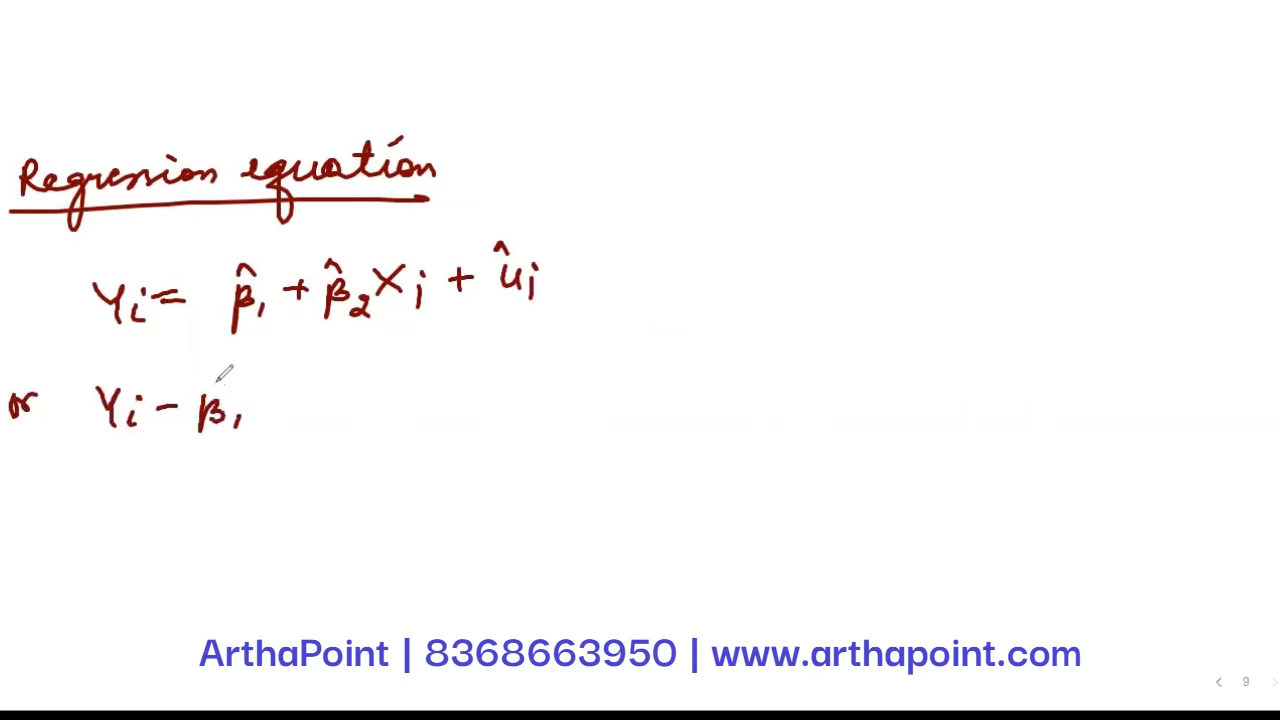 Regression equation
Yi = β̂₁ + β̂₂Xi + ûi
or Yi − β₁
ArthaPoint | 8368663950 | www.arthapoint.com
< 9 >